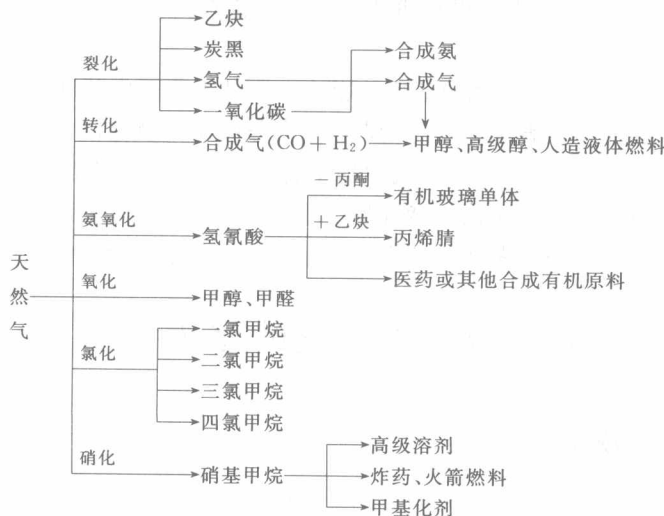 乙炔
炭黑
裂化
氢气
合成氨
合成气
一氧化碳
转化
合成气(CO+H₂)
甲醇、高级醇、人造液体燃料
氨氧化
氢氰酸
－丙酮
有机玻璃单体
＋乙炔
丙烯腈
医药或其他合成有机原料
天
然
气
氧化
甲醇、甲醛
氯化
一氯甲烷
二氯甲烷
三氯甲烷
四氯甲烷
硝化
硝基甲烷
高级溶剂
炸药、火箭燃料
甲基化剂